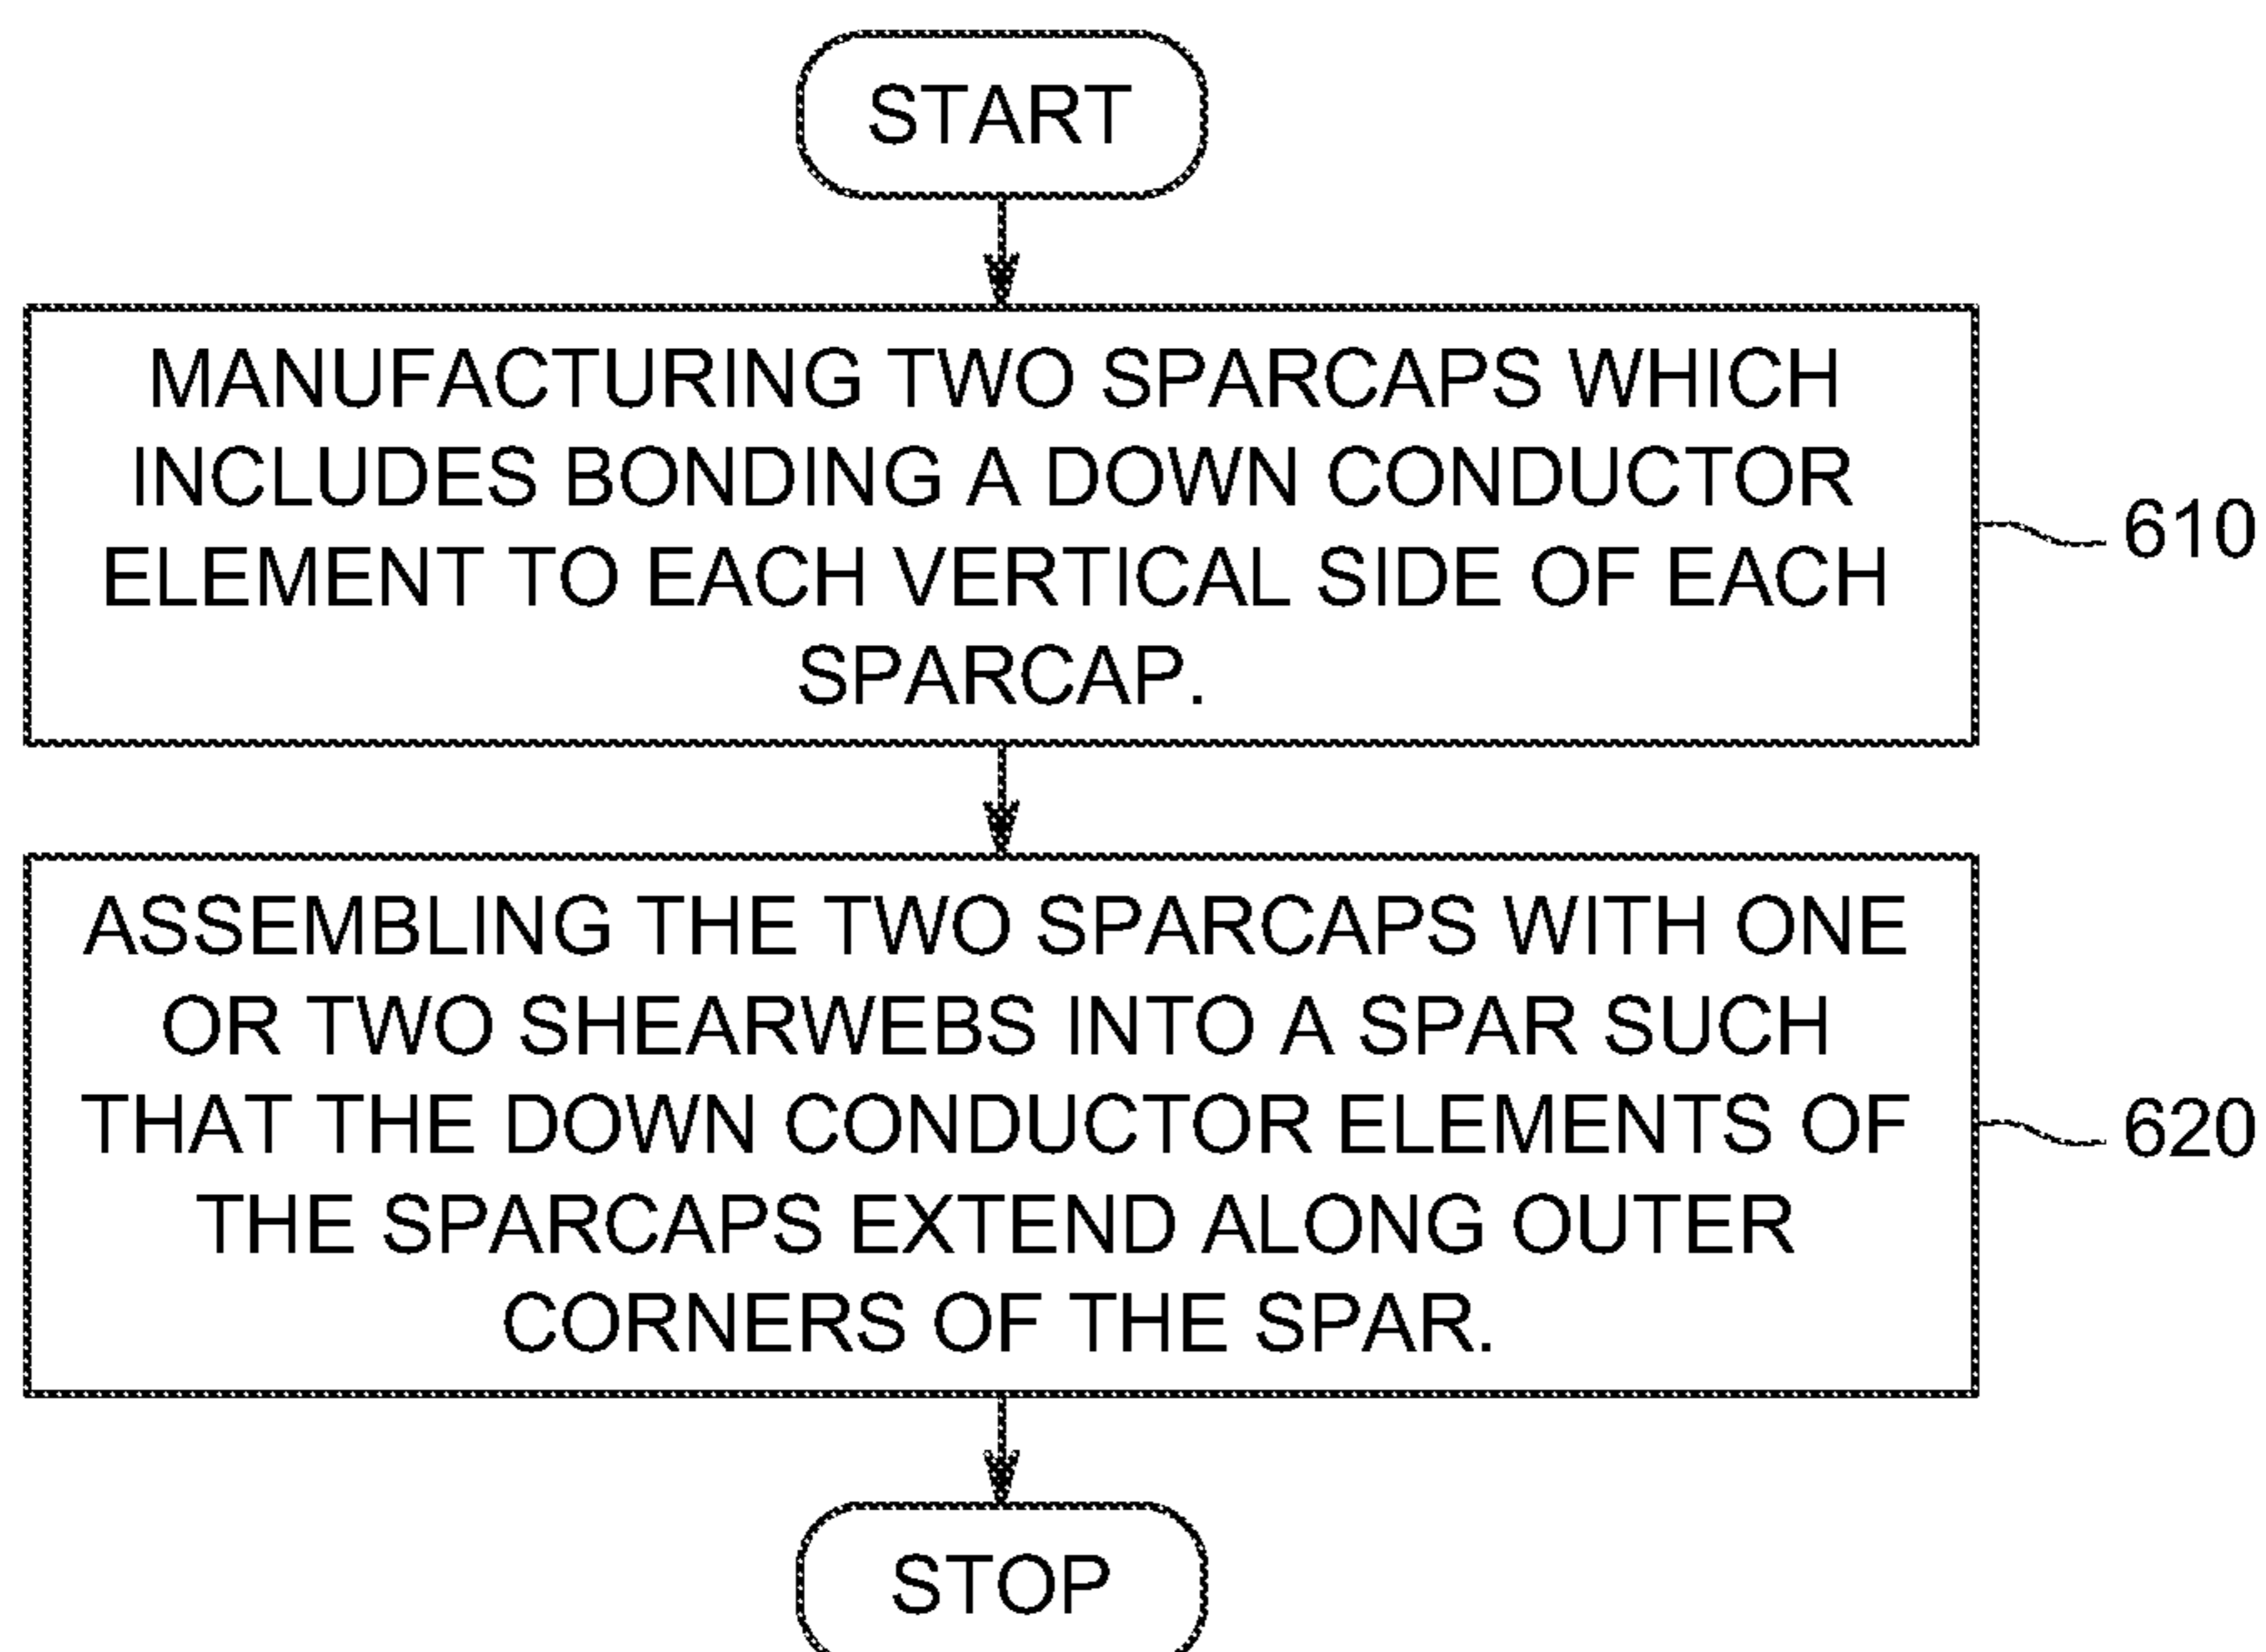 START
MANUFACTURING TWO SPARCAPS WHICH
INCLUDES BONDING A DOWN CONDUCTOR
ELEMENT TO EACH VERTICAL SIDE OF EACH
SPARCAP.
610
ASSEMBLING THE TWO SPARCAPS WITH ONE
OR TWO SHEARWEBS INTO A SPAR SUCH
THAT THE DOWN CONDUCTOR ELEMENTS OF
THE SPARCAPS EXTEND ALONG OUTER
CORNERS OF THE SPAR.
620
STOP